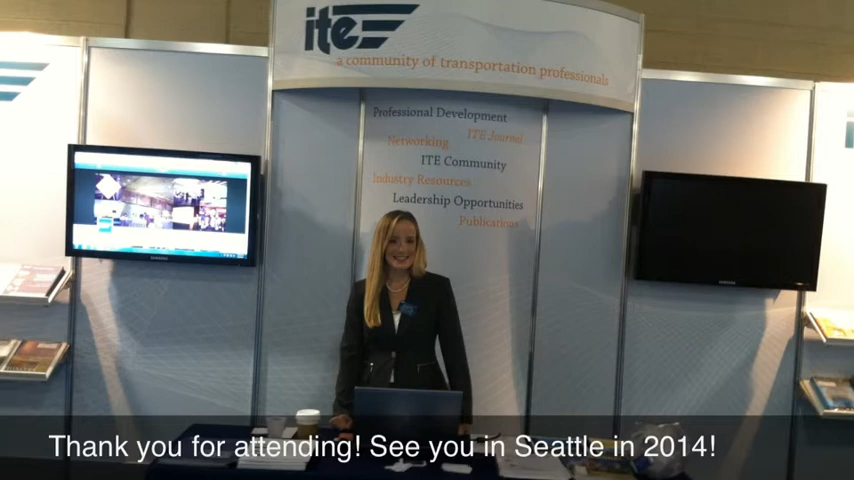 ite
a community of transportation professionals
Professional Development
ITE Journal
Networking
ITE Community
Industry Resources
Leadership Opportunities
Publications
SAMSUNG
SAMSUNG
Thank you for attending! See you in Seattle in 2014!